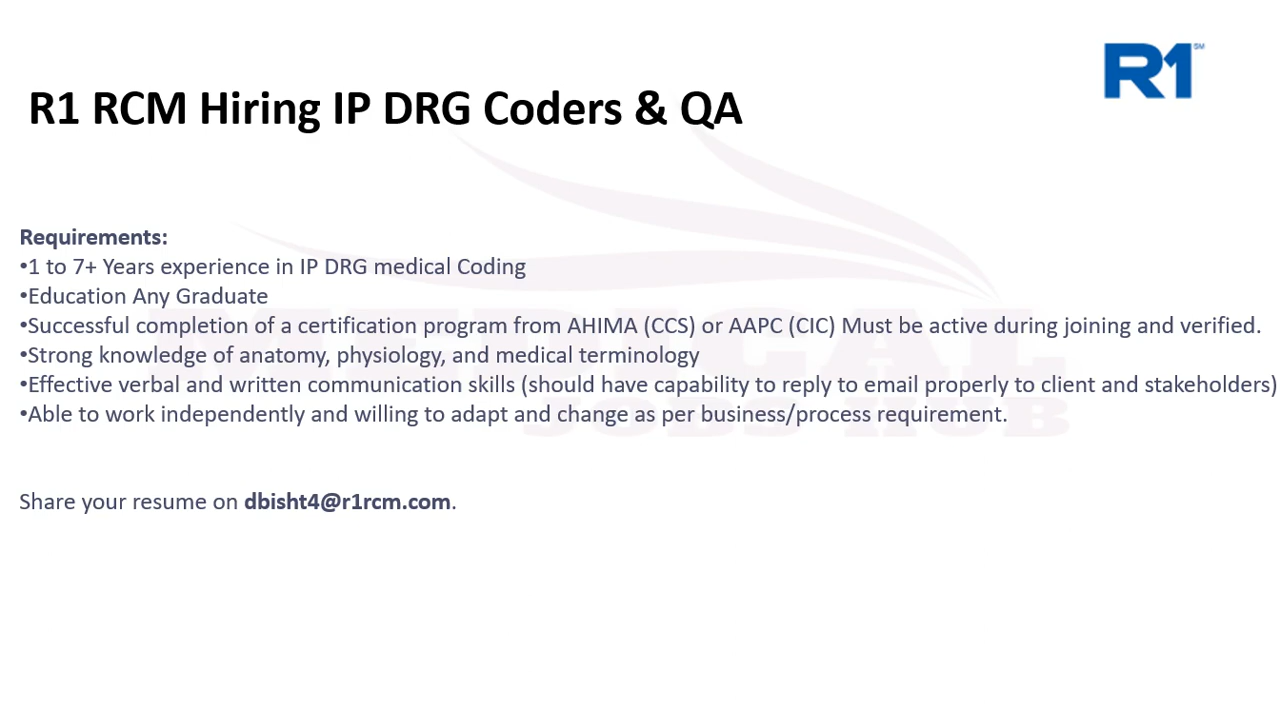 R1 SM
R1 RCM Hiring IP DRG Coders & QA
Requirements:
•1 to 7+ Years experience in IP DRG medical Coding
•Education Any Graduate
•Successful completion of a certification program from AHIMA (CCS) or AAPC (CIC) Must be active during joining and verified.
•Strong knowledge of anatomy, physiology, and medical terminology
•Effective verbal and written communication skills (should have capability to reply to email properly to client and stakeholders)
•Able to work independently and willing to adapt and change as per business/process requirement.
Share your resume on dbisht4@r1rcm.com.
MEDICAL
JOBS HUB